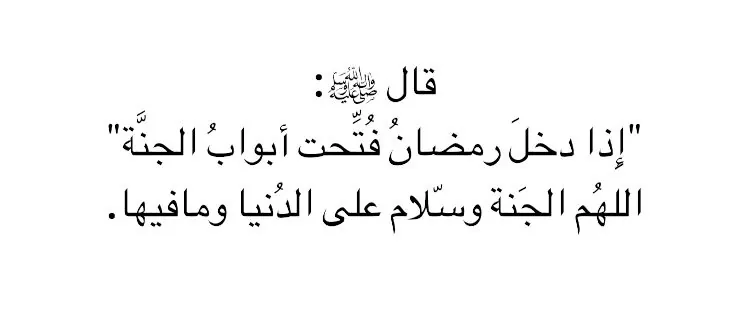 قال ﷺ:
"إِذا دخلَ رمضانُ فُتِّحت أبوابُ الجنَّة"
اللهُم الجَنة وسّلام على الدُنيا ومافيها.